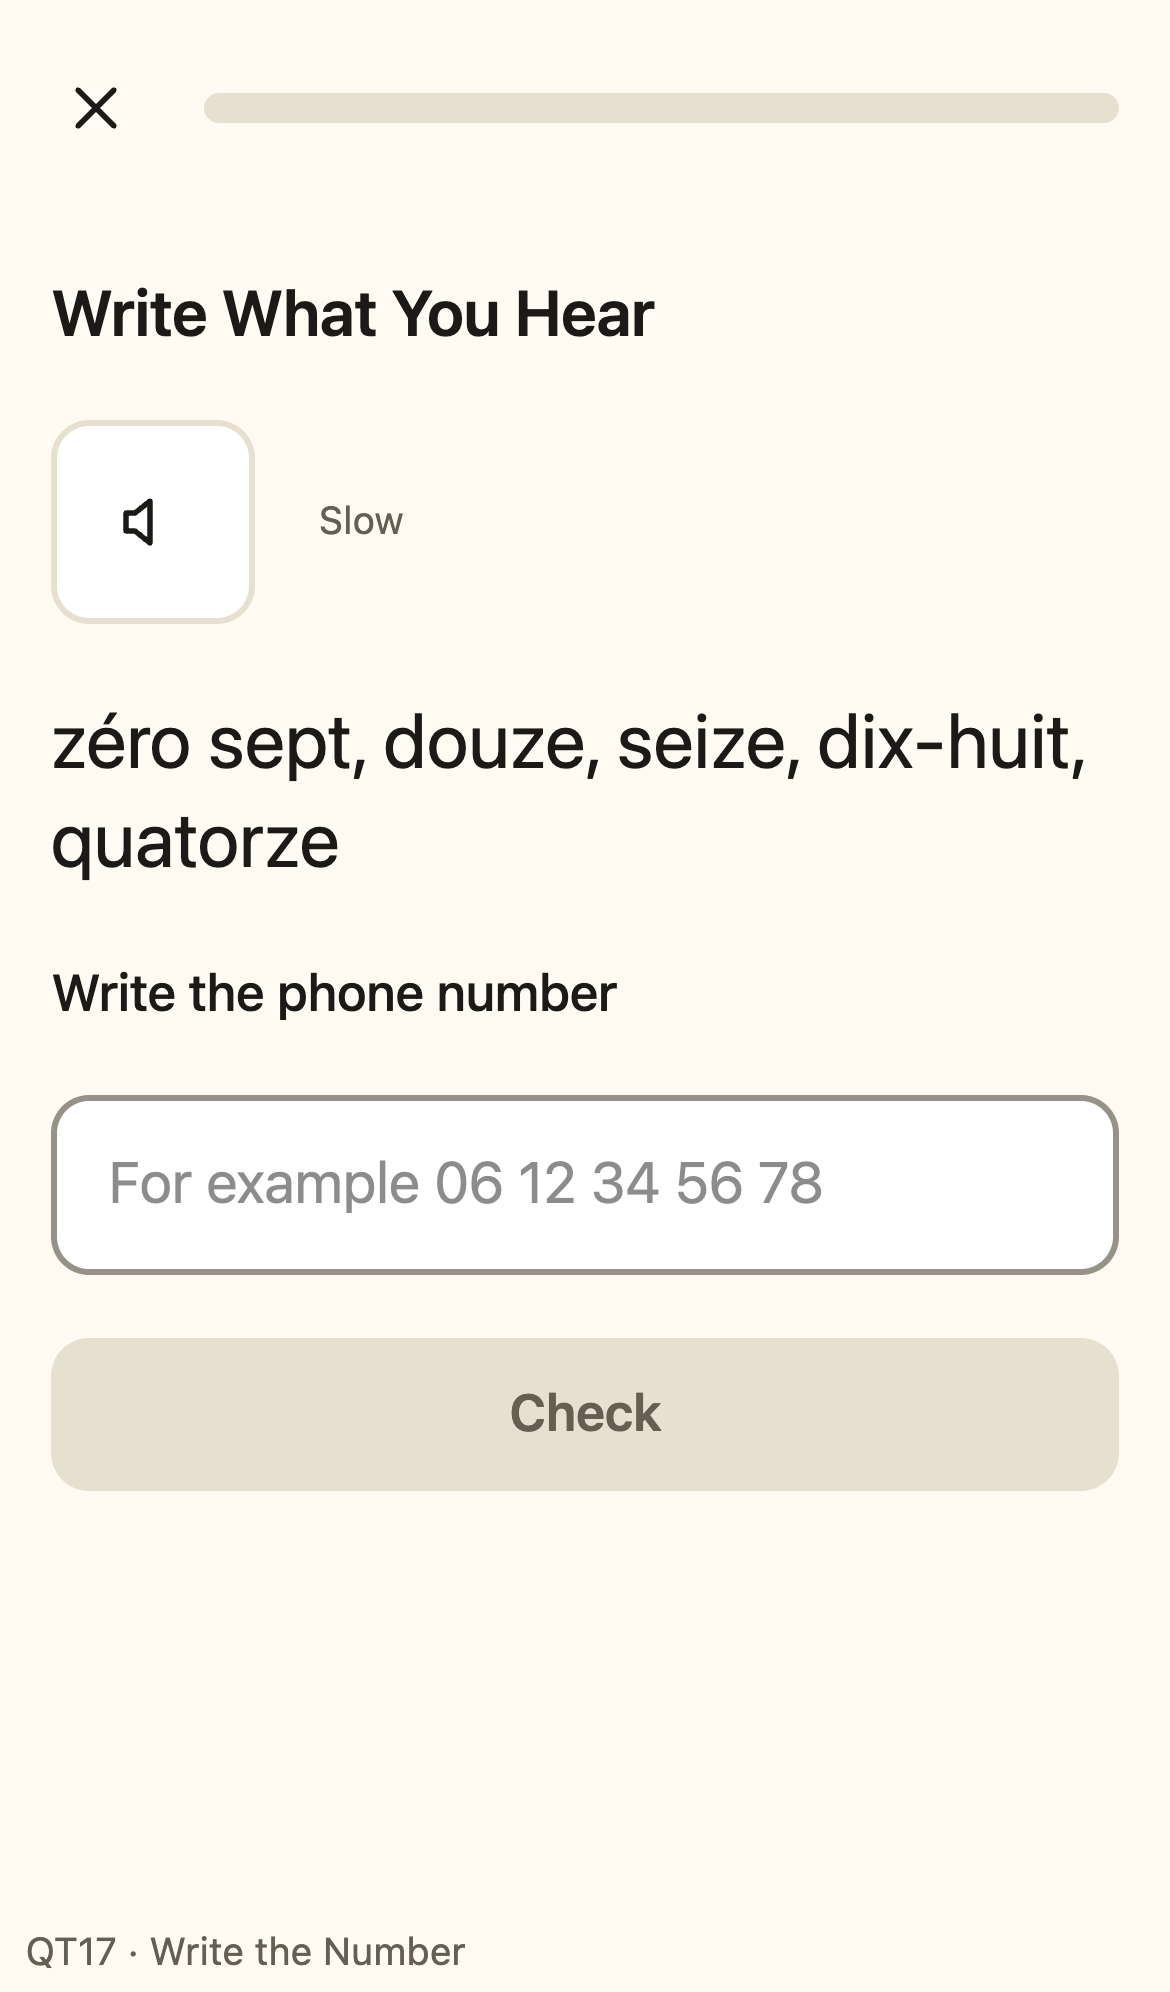 Write What You Hear
Slow
zéro sept, douze, seize, dix-huit,
quatorze
Write the phone number
For example 06 12 34 56 78
Check
QT17 · Write the Number